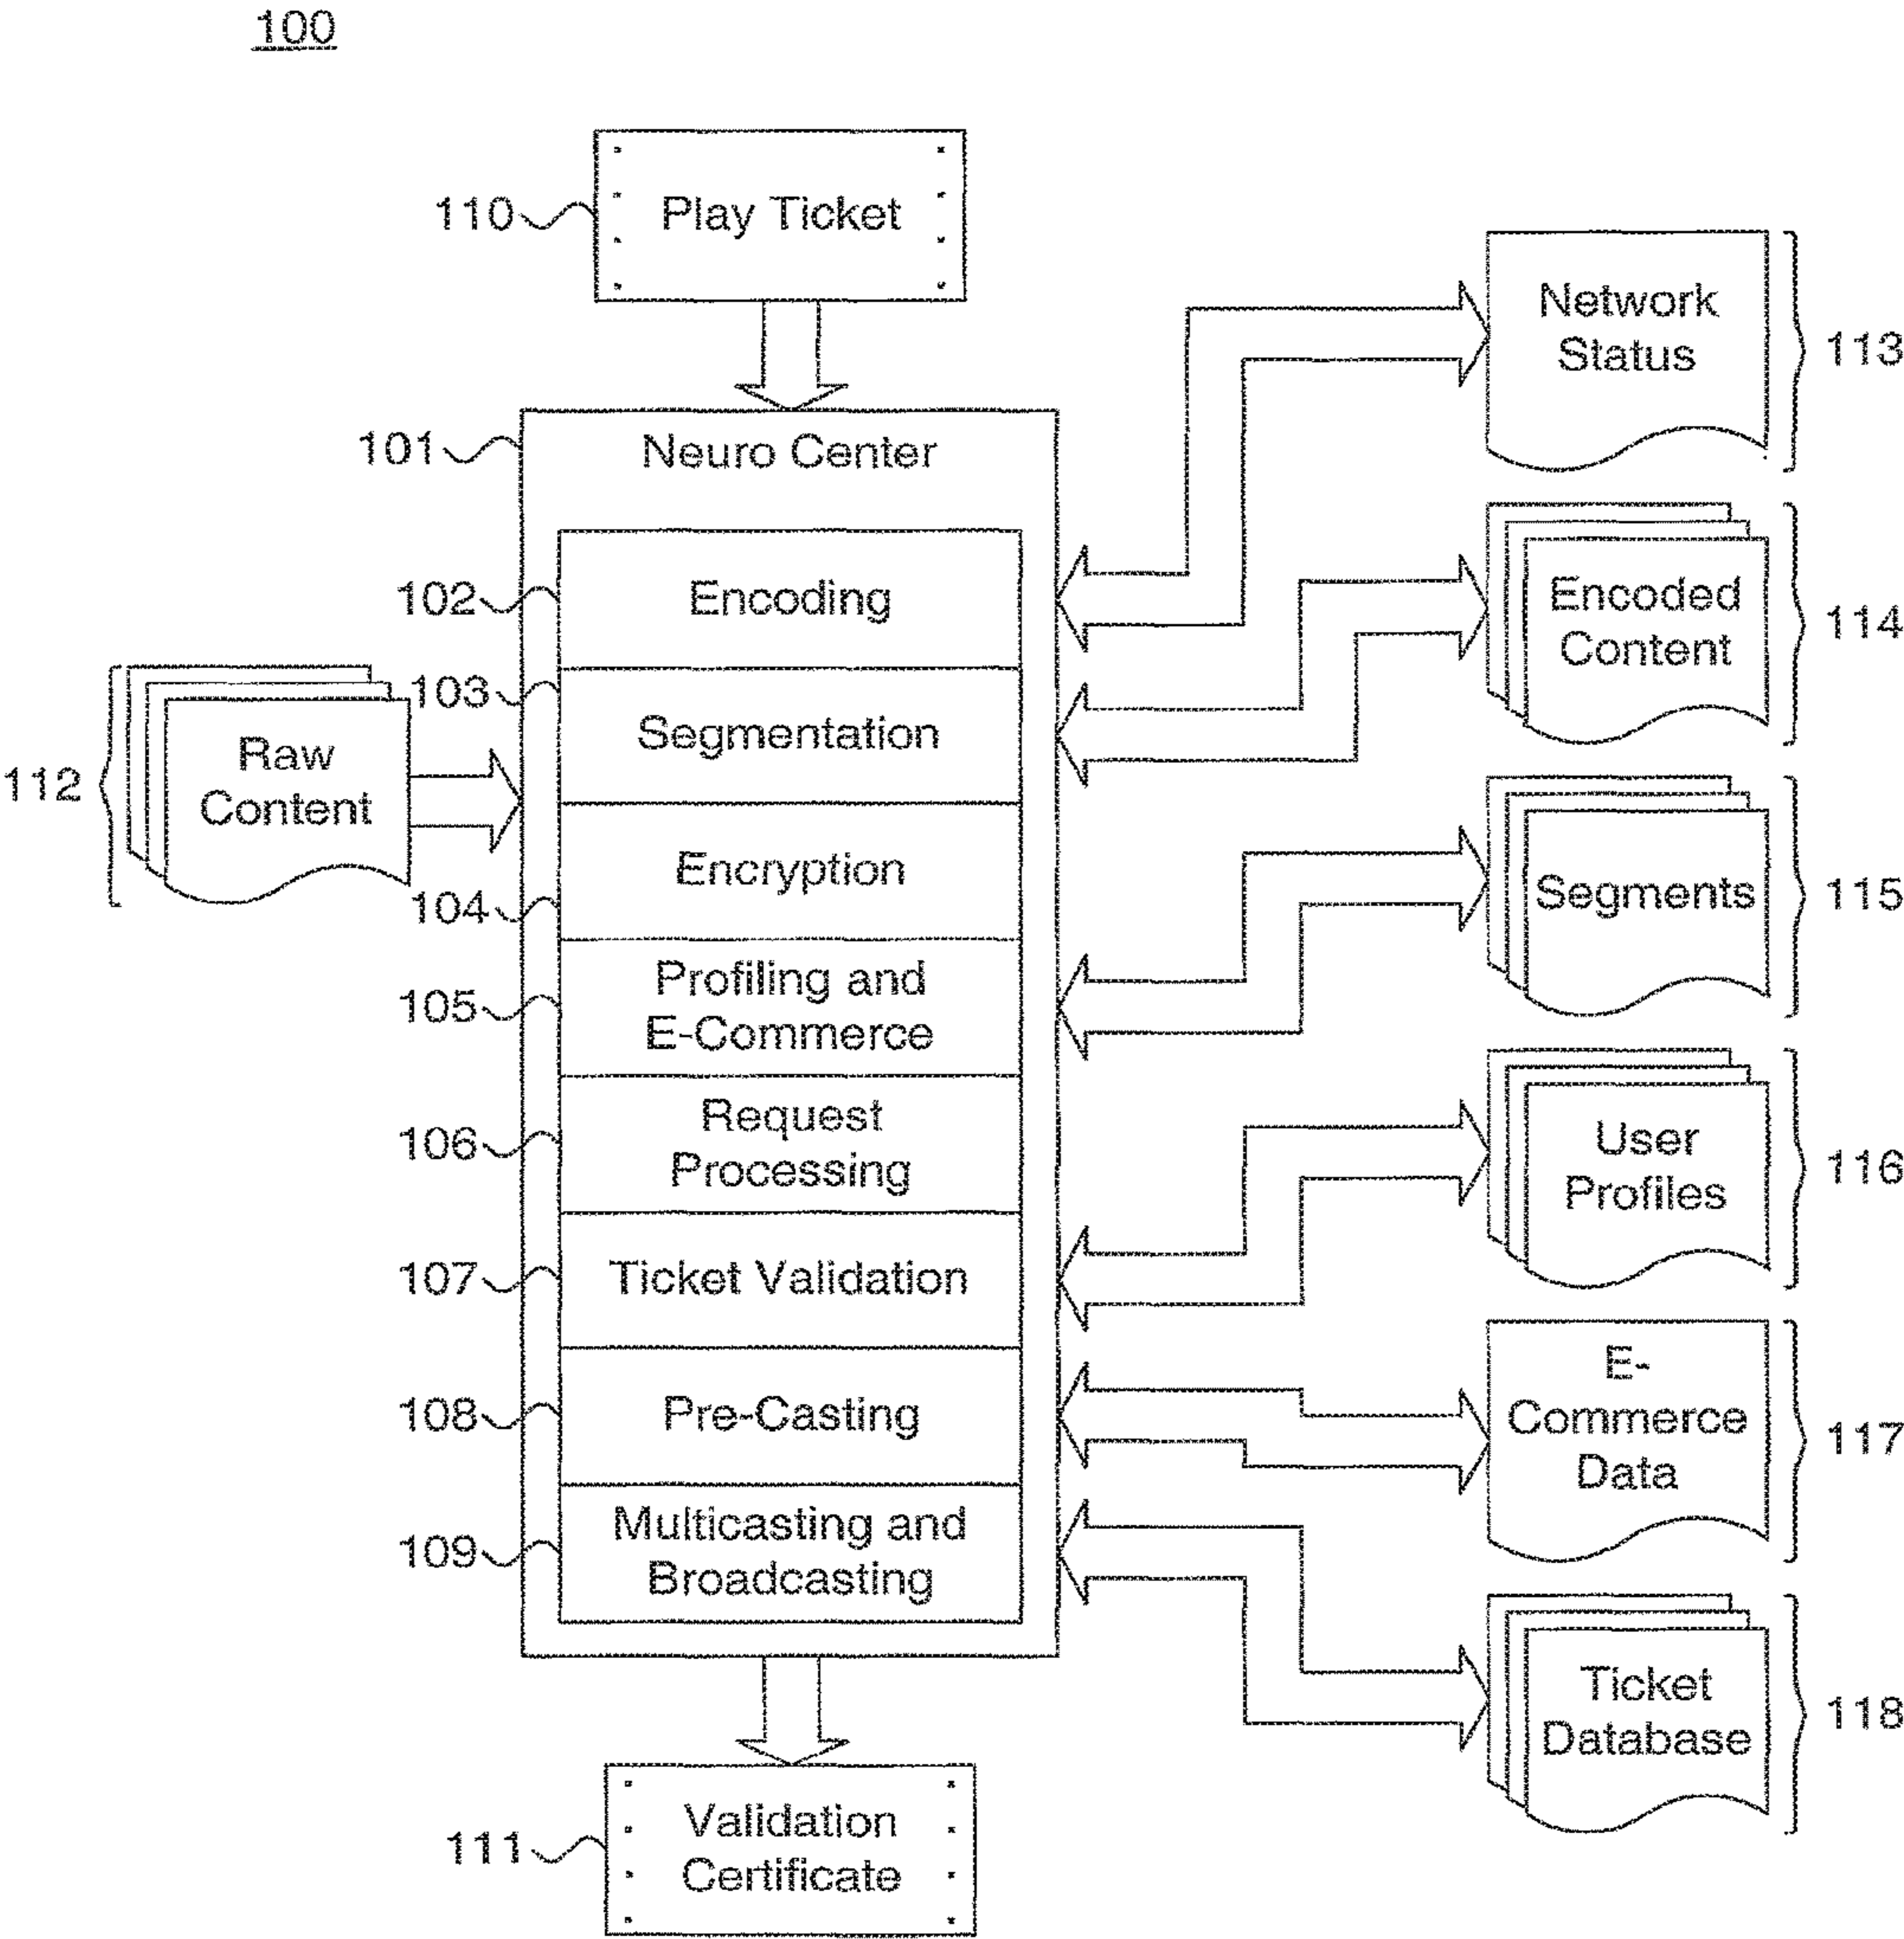 100
110
Play Ticket
101
Neuro Center
102
Encoding
103
Segmentation
112
Raw
Content
104
Encryption
105
Profiling and
E-Commerce
106
Request
Processing
107
Ticket Validation
108
Pre-Casting
109
Multicasting and
Broadcasting
111
Validation
Certificate
Network
Status
113
Encoded
Content
114
Segments
115
User
Profiles
116
E-
Commerce
Data
117
Ticket
Database
118